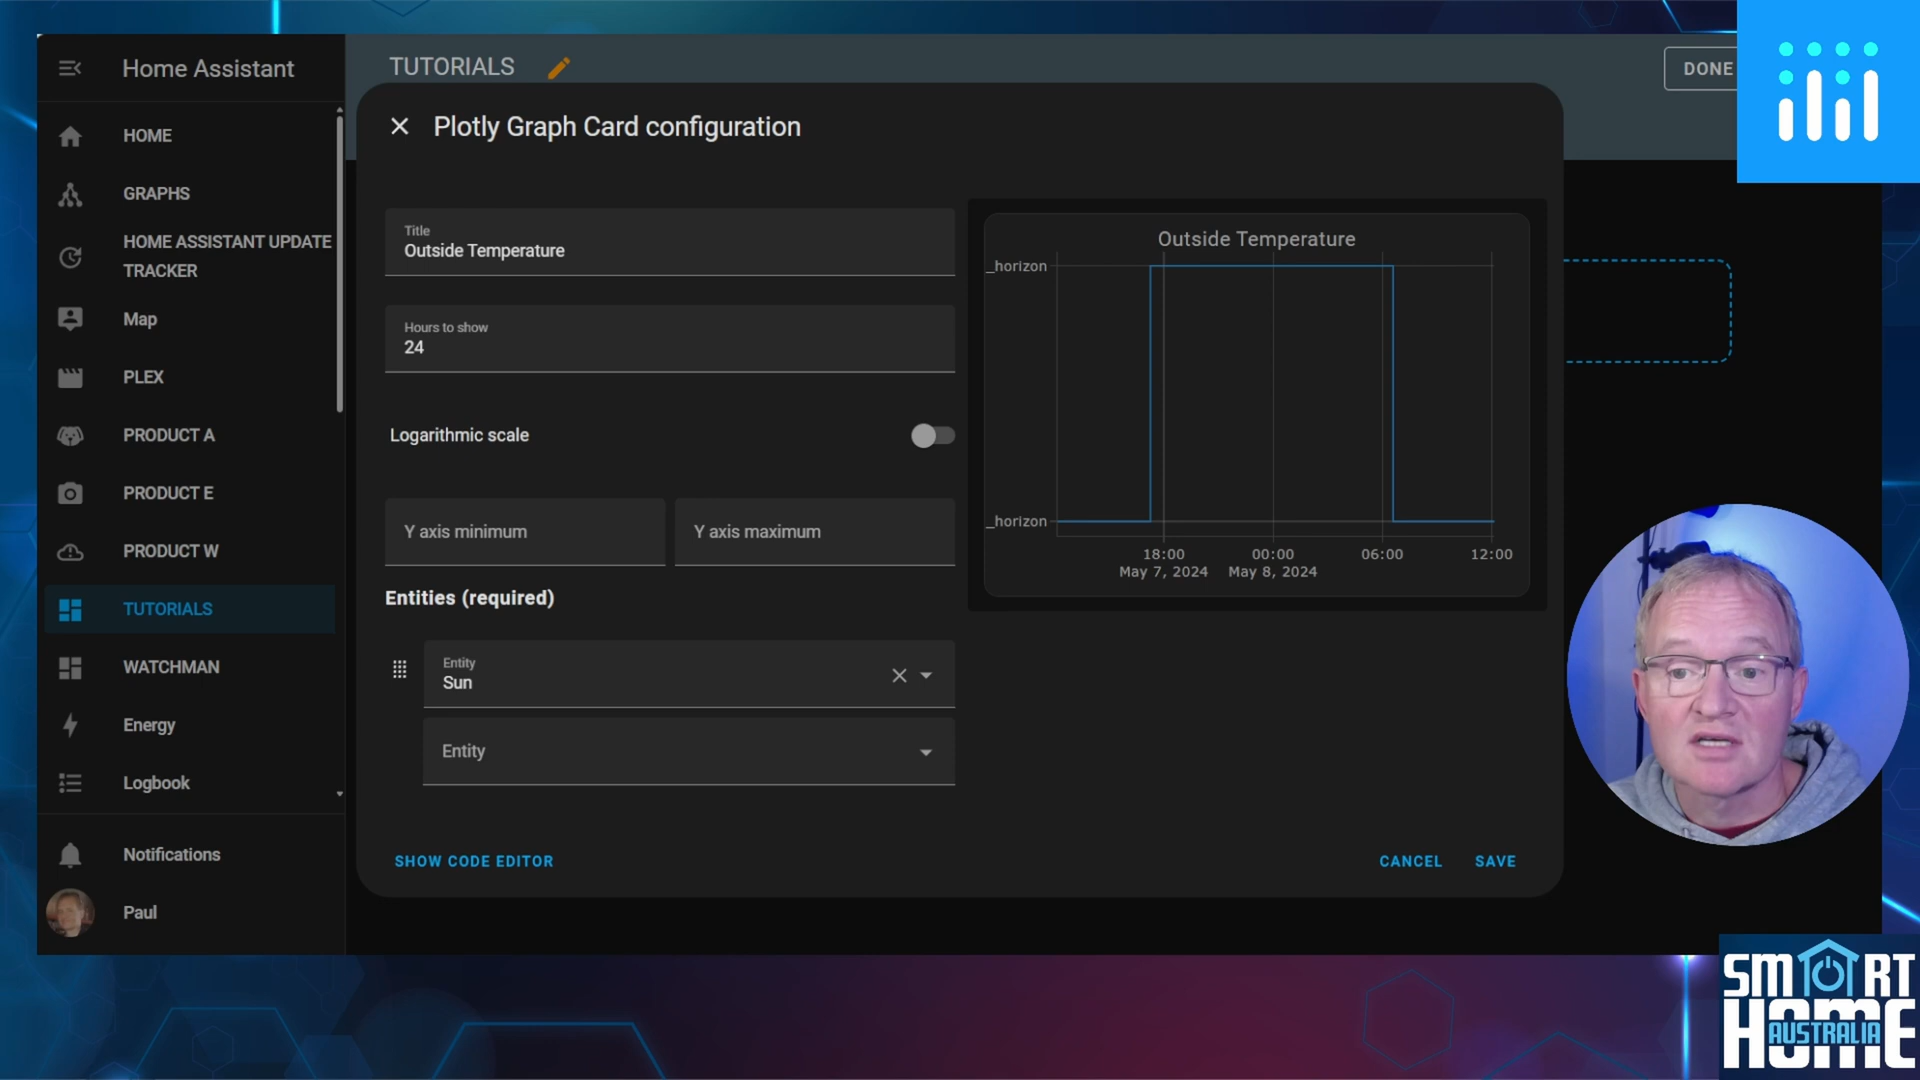 Home Assistant
HOME
GRAPHS
HOME ASSISTANT UPDATE
TRACKER
Map
PLEX
PRODUCT A
PRODUCT E
PRODUCT W
TUTORIALS
WATCHMAN
Energy
Logbook
Notifications
Paul
TUTORIALS
DONE
Plotly Graph Card configuration
Title
Outside Temperature
Hours to show
24
Logarithmic scale
Y axis minimum
Y axis maximum
Entities (required)
Entity
Sun
Entity
SHOW CODE EDITOR
CANCEL
SAVE
Outside Temperature
_horizon
_horizon
18:00
00:00
06:00
12:00
May 7, 2024
May 8, 2024
SMART
HOME
AUSTRALIA